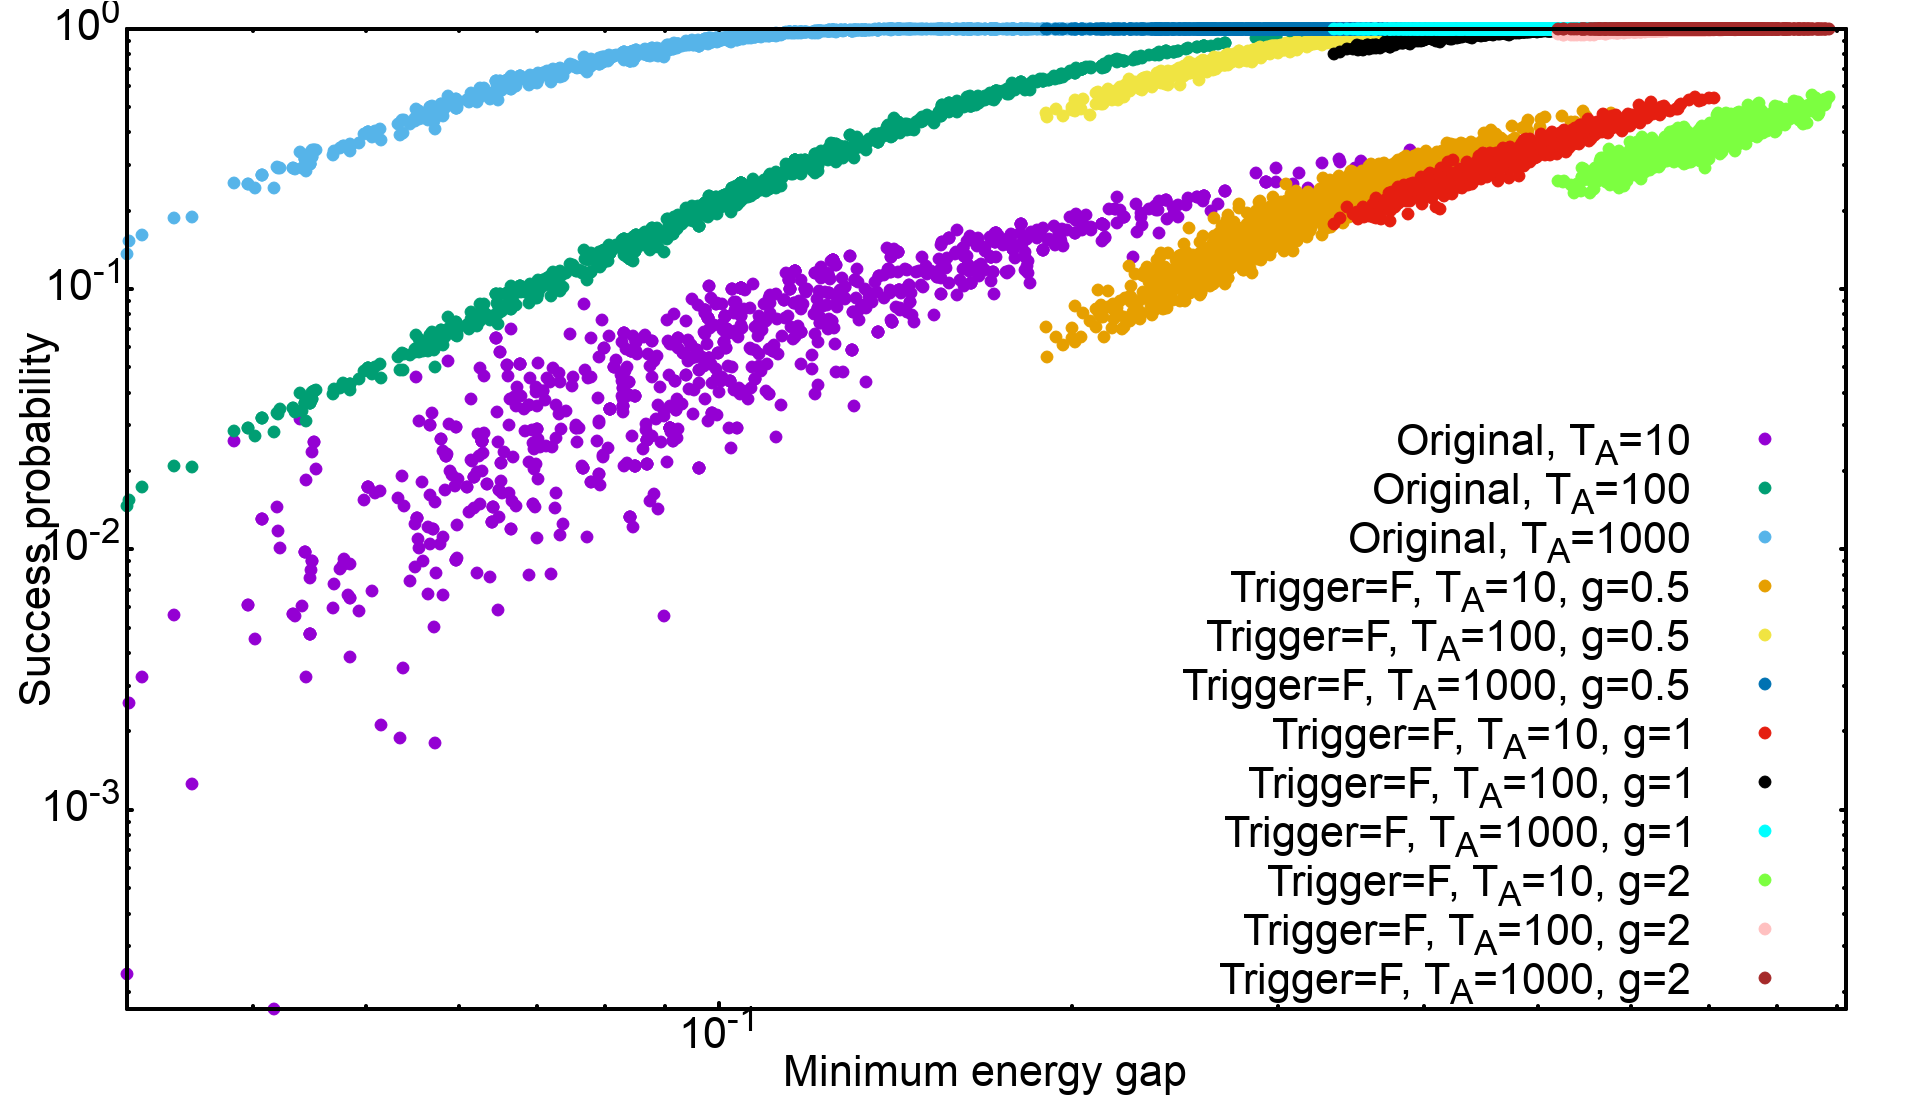 10^0
10^-1
10^-2
10^-3
Success probability
Original, T_A=10
Original, T_A=100
Original, T_A=1000
Trigger=F, T_A=10, g=0.5
Trigger=F, T_A=100, g=0.5
Trigger=F, T_A=1000, g=0.5
Trigger=F, T_A=10, g=1
Trigger=F, T_A=100, g=1
Trigger=F, T_A=1000, g=1
Trigger=F, T_A=10, g=2
Trigger=F, T_A=100, g=2
Trigger=F, T_A=1000, g=2
10^-1
Minimum energy gap